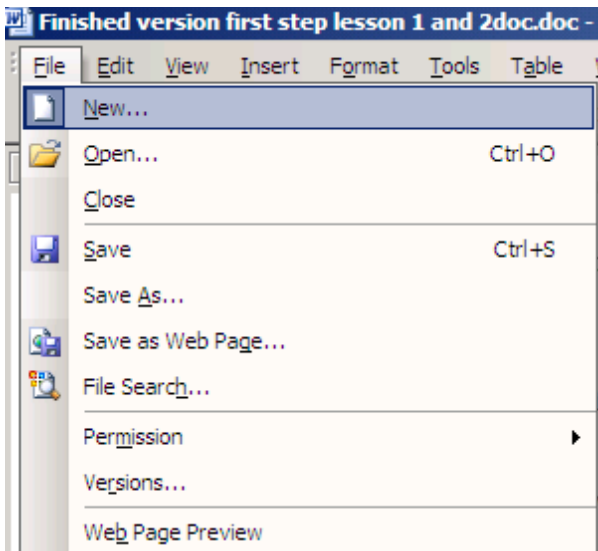 Finished version first step lesson 1 and 2doc.doc -
File Edit View Insert Format Tools Table
New...
Open... Ctrl+O
Close
Save Ctrl+S
Save As...
Save as Web Page...
File Search...
Permission
Versions...
Web Page Preview